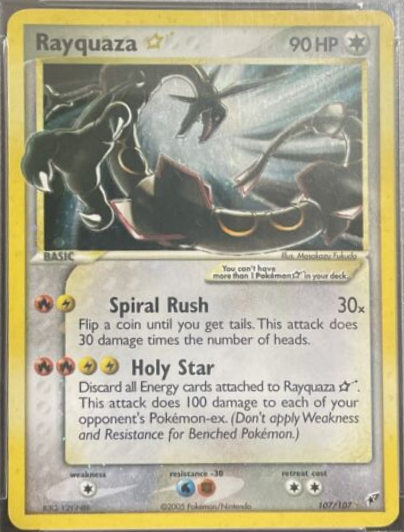 Rayquaza
90 HP
BASIC
Illus. Masakazu Fukuda
You can't have
more than 1 Pokémon ☆ in your deck.
Spiral Rush 30x
Flip a coin until you get tails. This attack does
30 damage times the number of heads.
Holy Star
Discard all Energy cards attached to Rayquaza ☆.
This attack does 100 damage to each of your
opponent's Pokémon-ex. (Don't apply Weakness
and Resistance for Benched Pokémon.)
weakness resistance -30 retreat cost
©2005 Pokémon/Nintendo
107/107